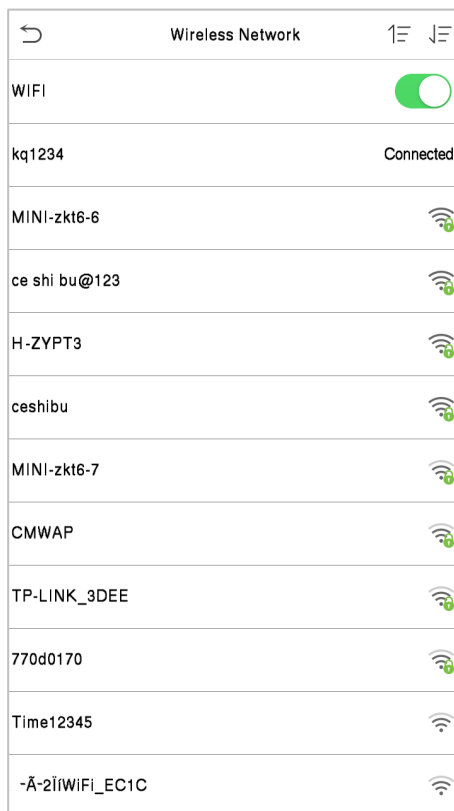 Wireless Network
WIFI
kq1234 Connected
MINI-zkt6-6
ce shi bu@123
H-ZYPT3
ceshibu
MINI-zkt6-7
CMWAP
TP-LINK_3DEE
770d0170
Time12345
-Ã-2ÏíWiFi_EC1C